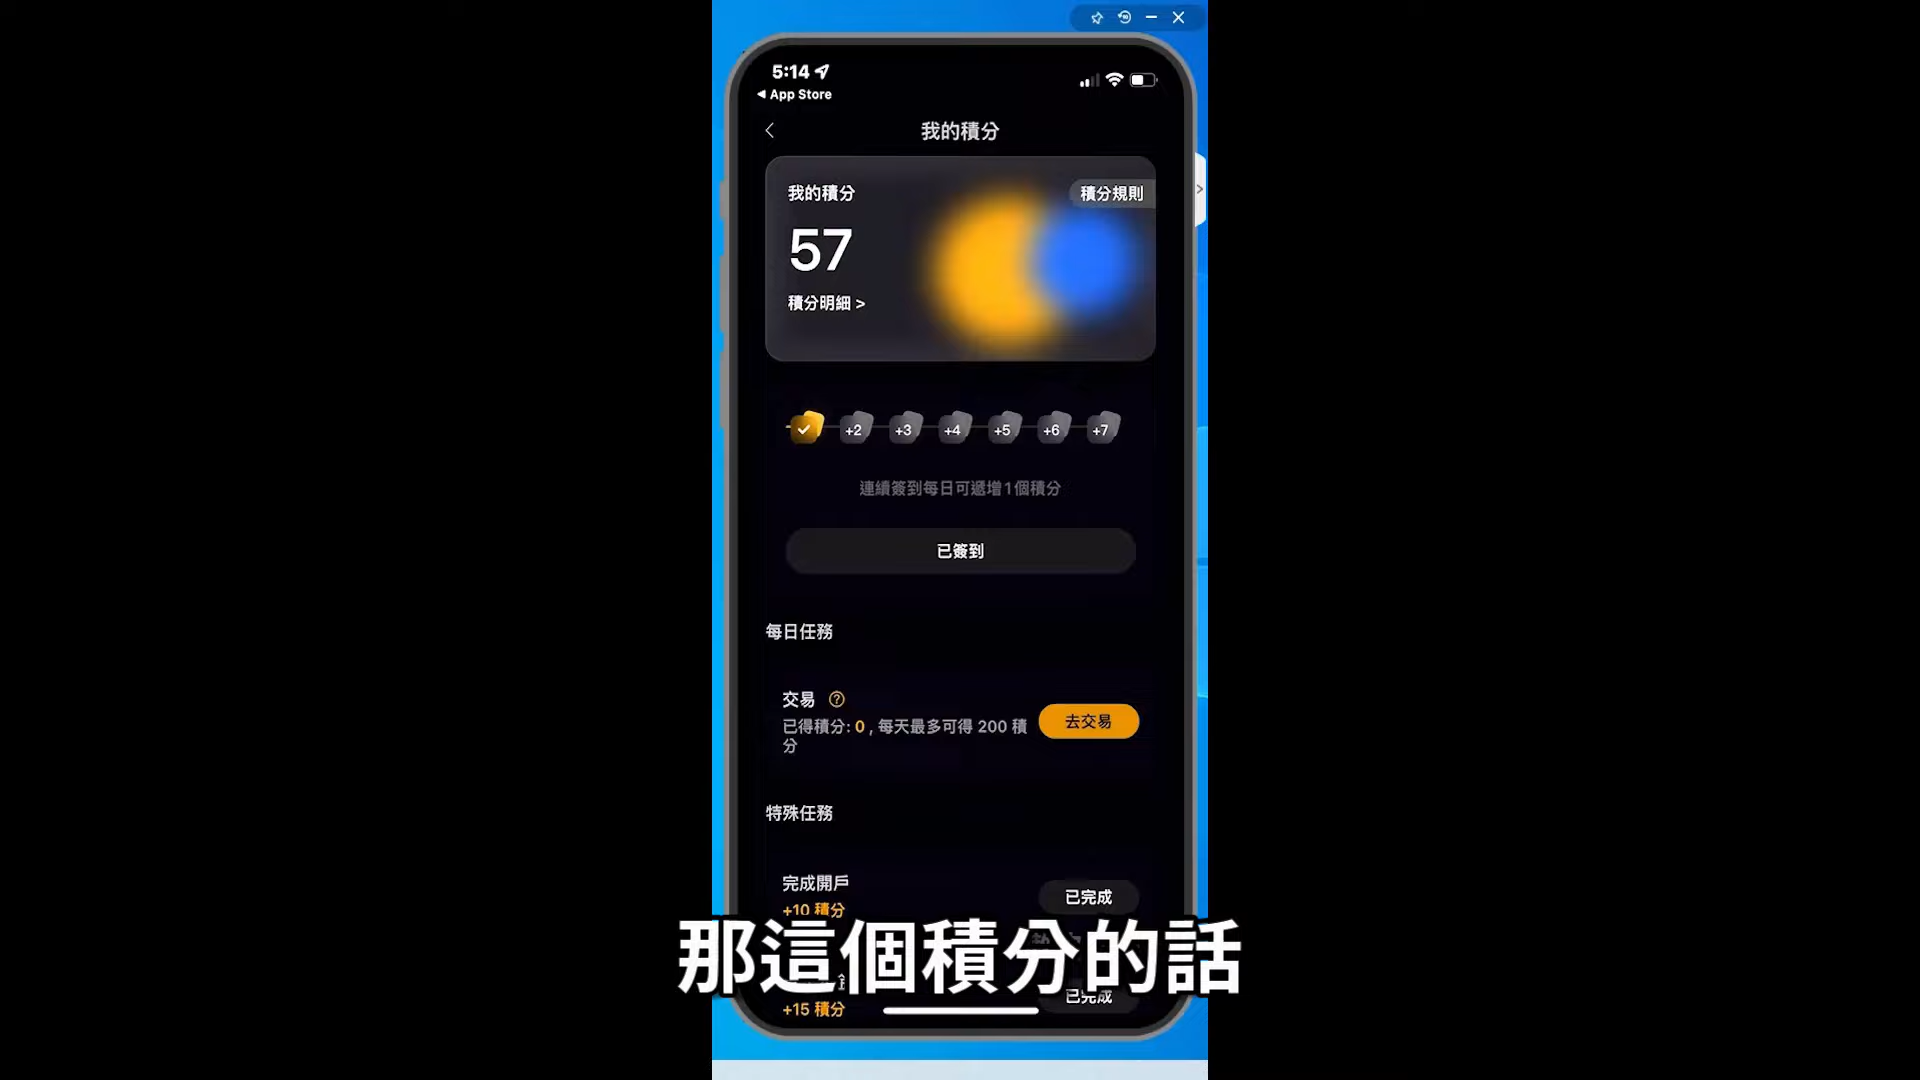 5:14
App Store
我的積分
我的積分
積分規則
57
積分明細 >
+2
+3
+4
+5
+6
+7
連續簽到每日可遞增1個積分
已簽到
每日任務
交易 ?
已得積分: 0 , 每天最多可得 200 積
分
去交易
特殊任務
完成開戶
+10 積分
已完成
那這個積分的話
已完成
+15 積分